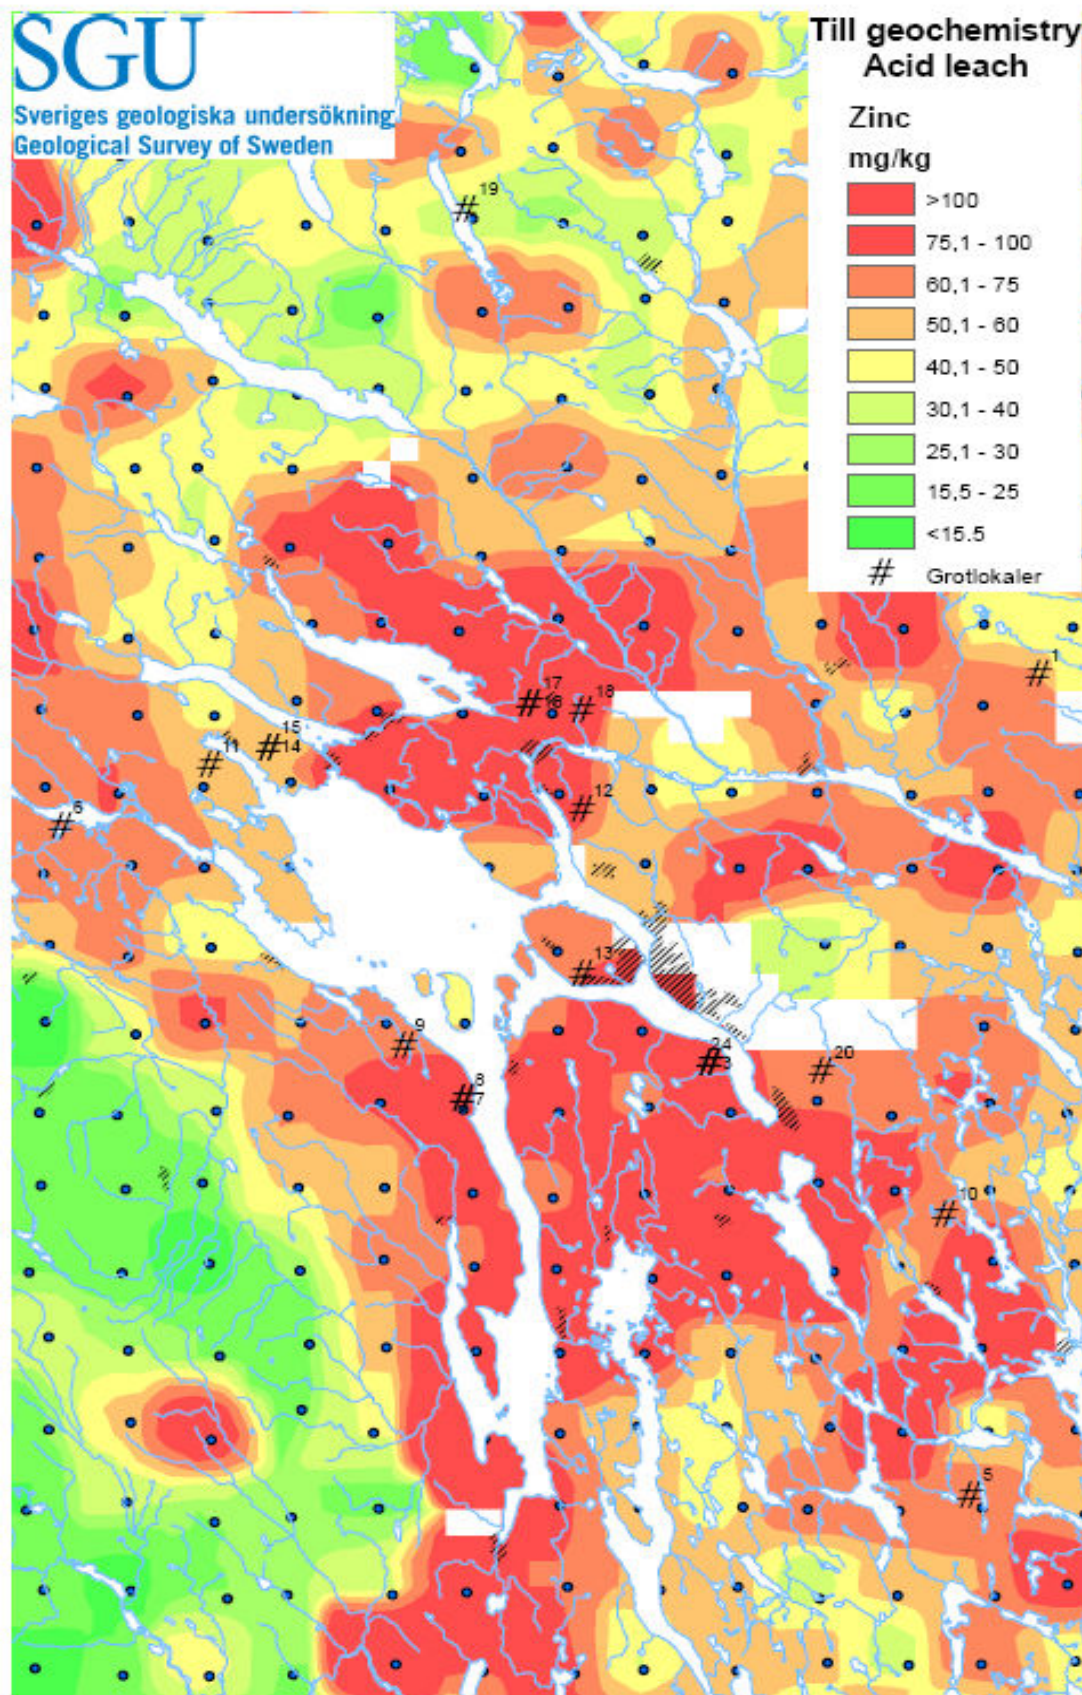 SGU
Sveriges geologiska undersökning
Geological Survey of Sweden
Till geochemistry
Acid leach
Zinc
mg/kg
>100
75,1 - 100
60,1 - 75
50,1 - 60
40,1 - 50
30,1 - 40
25,1 - 30
15,5 - 25
<15.5
# Grotlokaler
19
1
17
16
18
15
14
11
12
6
13
9
24
3
20
8
7
10
5